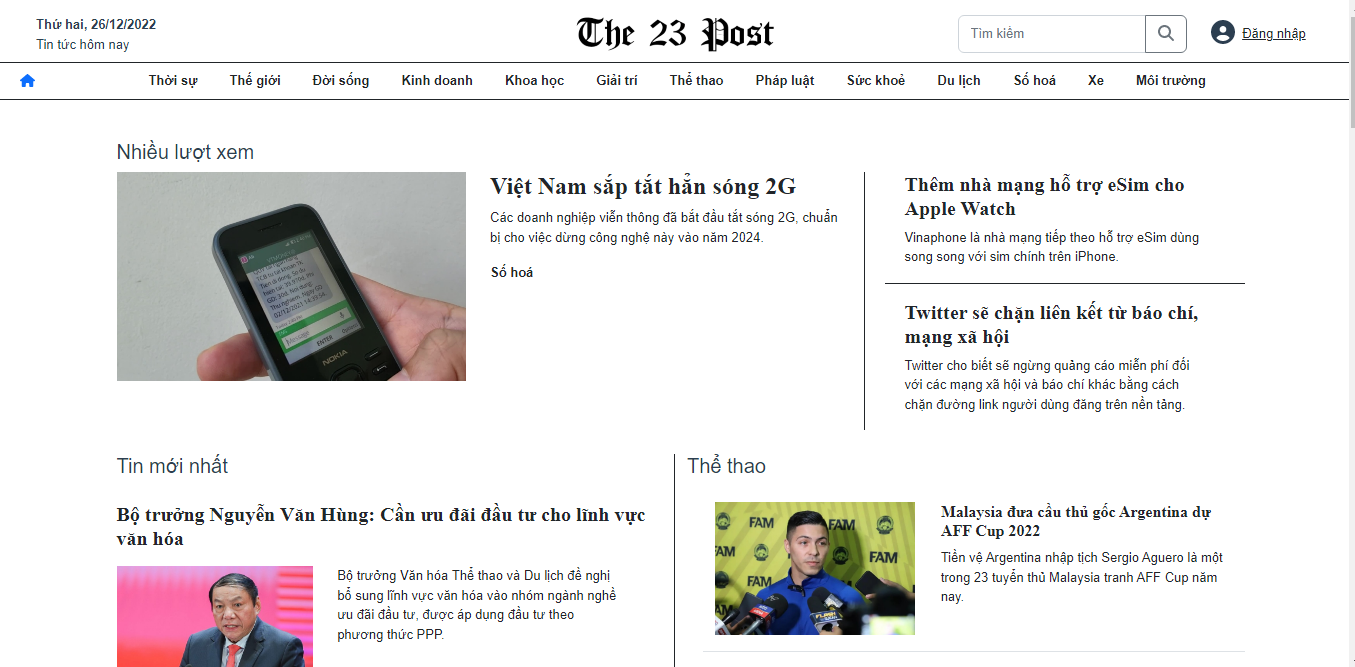 Thứ hai, 26/12/2022
Tin tức hôm nay
The 23 Post
Tìm kiếm
Đăng nhập
Thời sự Thế giới Đời sống Kinh doanh Khoa học Giải trí Thể thao Pháp luật Sức khoẻ Du lịch Số hoá Xe Môi trường
Nhiều lượt xem
Việt Nam sắp tắt hẳn sóng 2G
Các doanh nghiệp viễn thông đã bắt đầu tắt sóng 2G, chuẩn
bị cho việc dừng công nghệ này vào năm 2024.
Số hoá
NOKIA
Thêm nhà mạng hỗ trợ eSim cho
Apple Watch
Vinaphone là nhà mạng tiếp theo hỗ trợ eSim dùng
song song với sim chính trên iPhone.
Twitter sẽ chặn liên kết từ báo chí,
mạng xã hội
Twitter cho biết sẽ ngừng quảng cáo miễn phí đối
với các mạng xã hội và báo chí khác bằng cách
chặn đường link người dùng đăng trên nền tảng.
Tin mới nhất
Bộ trưởng Nguyễn Văn Hùng: Cần ưu đãi đầu tư cho lĩnh vực
văn hóa
Bộ trưởng Văn hóa Thể thao và Du lịch đề nghị
bổ sung lĩnh vực văn hóa vào nhóm ngành nghề
ưu đãi đầu tư, được áp dụng đầu tư theo
phương thức PPP.
Thể thao
FAM FAM
FAM FAM
FAM
Malaysia đưa cầu thủ gốc Argentina dự
AFF Cup 2022
Tiền vệ Argentina nhập tịch Sergio Aguero là một
trong 23 tuyển thủ Malaysia tranh AFF Cup năm
nay.